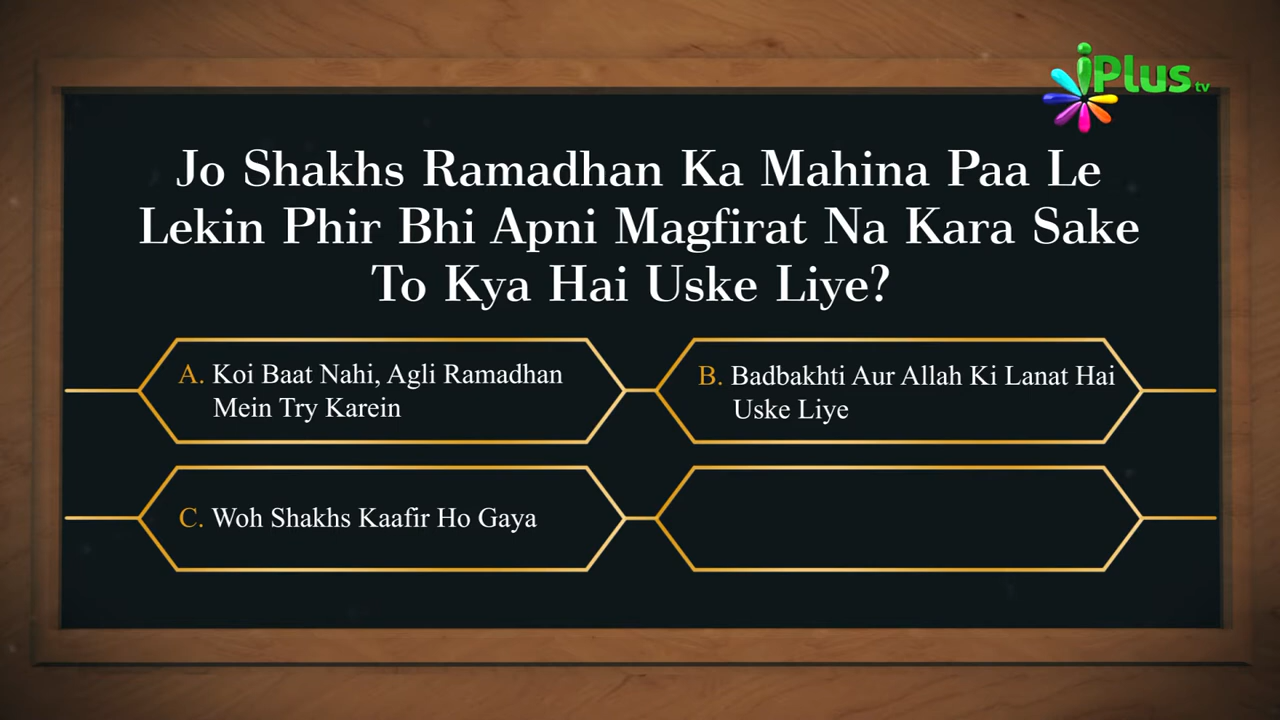 iPlus tv
Jo Shakhs Ramadhan Ka Mahina Paa Le
Lekin Phir Bhi Apni Magfirat Na Kara Sake
To Kya Hai Uske Liye?
A. Koi Baat Nahi, Agli Ramadhan
Mein Try Karein
B. Badbakhti Aur Allah Ki Lanat Hai
Uske Liye
C. Woh Shakhs Kaafir Ho Gaya